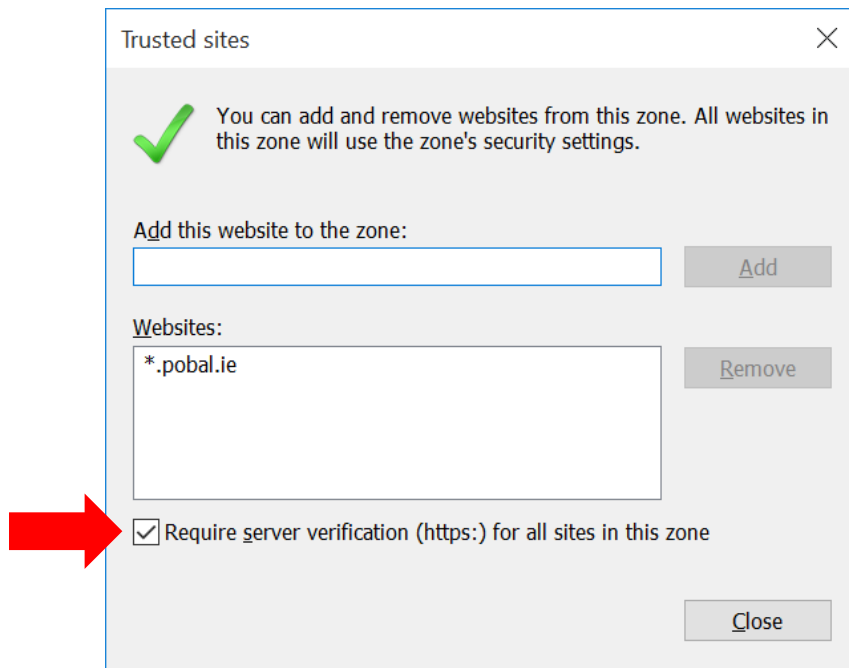 Trusted sites
You can add and remove websites from this zone. All websites in
this zone will use the zone's security settings.
Add this website to the zone:
Add
Websites:
*.pobal.ie
Remove
Require server verification (https:) for all sites in this zone
Close